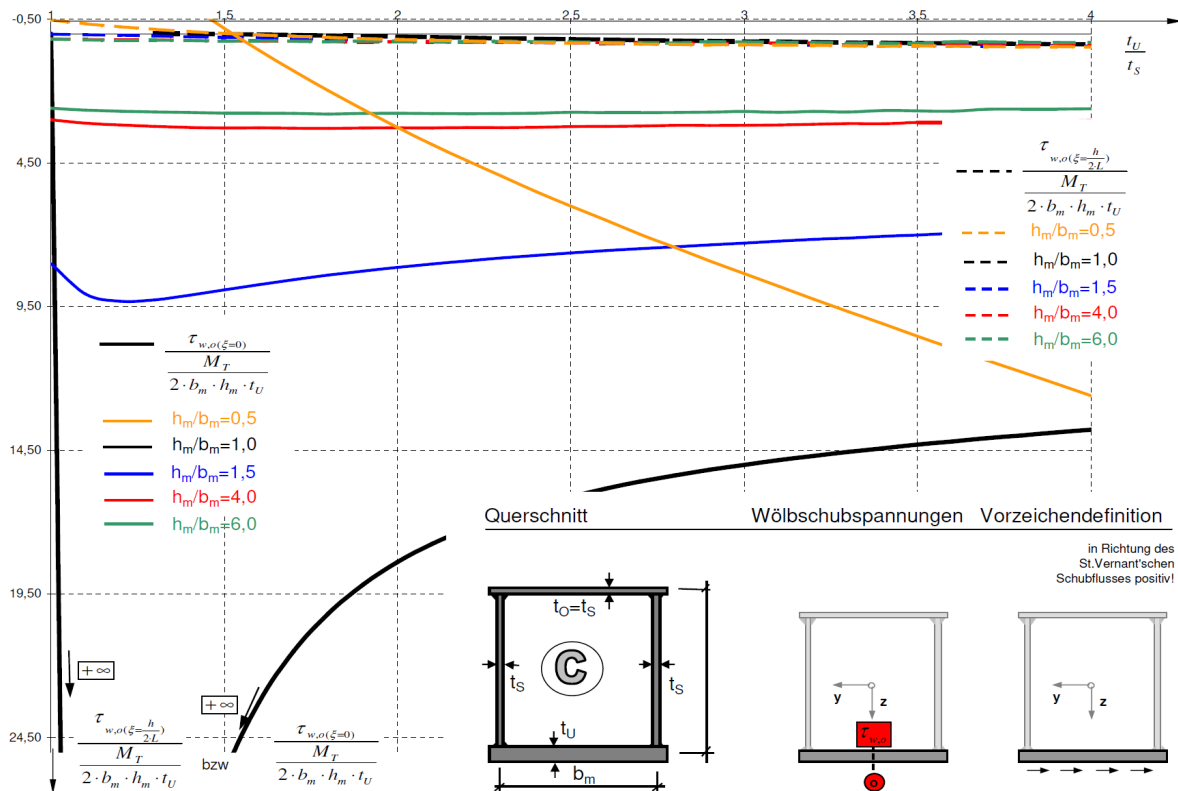 -0,50
1
1,5
2
2,5
3
3,5
4
t_U
t_S
4,50
9,50
14,50
19,50
24,50
τ_w,o(ξ=h/2·L)
M_T
2·b_m·h_m·t_U
h_m/b_m=0,5
h_m/b_m=1,0
h_m/b_m=1,5
h_m/b_m=4,0
h_m/b_m=6,0
τ_w,o(ξ=0)
M_T
2·b_m·h_m·t_U
h_m/b_m=0,5
h_m/b_m=1,0
h_m/b_m=1,5
h_m/b_m=4,0
h_m/b_m=6,0
+∞
+∞
τ_w,o(ξ=h/2·L)
M_T
2·b_m·h_m·t_U
bzw
τ_w,o(ξ=0)
M_T
2·b_m·h_m·t_U
Querschnitt
Wölbschubspannungen
Vorzeichendefinition
in Richtung des
St.Vernant'schen
Schubflusses positiv!
t_O=t_S
C
t_S
t_S
t_U
b_m
y
z
τ_w,o
o
y
z